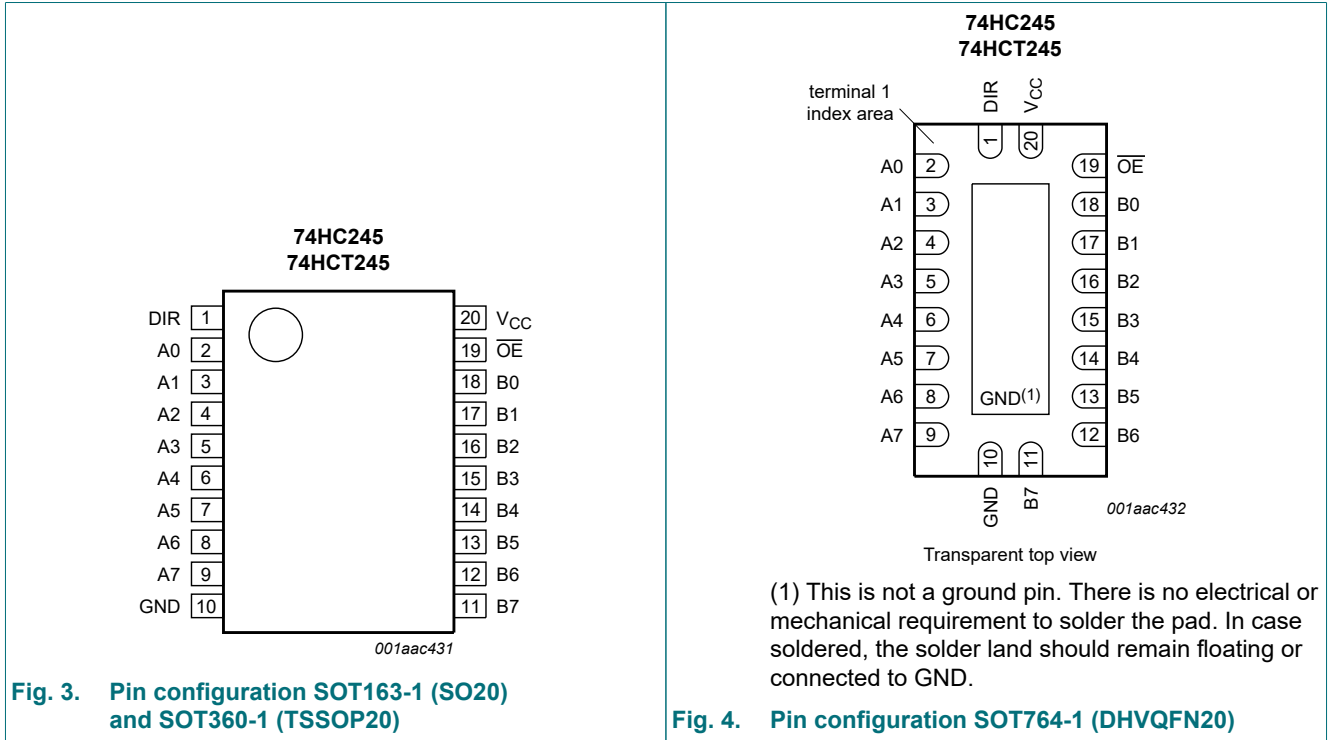 74HC245
74HCT245
DIR 1
A0 2
A1 3
A2 4
A3 5
A4 6
A5 7
A6 8
A7 9
GND 10
20 VCC
19 OE
18 B0
17 B1
16 B2
15 B3
14 B4
13 B5
12 B6
11 B7
001aac431
Fig. 3. Pin configuration SOT163-1 (SO20)
and SOT360-1 (TSSOP20)
74HC245
74HCT245
terminal 1
index area
DIR
VCC
1
20
A0 2
A1 3
A2 4
A3 5
A4 6
A5 7
A6 8
A7 9
19 OE
18 B0
17 B1
16 B2
15 B3
14 B4
13 B5
12 B6
GND(1)
10
11
GND
B7
001aac432
Transparent top view
(1) This is not a ground pin. There is no electrical or
mechanical requirement to solder the pad. In case
soldered, the solder land should remain floating or
connected to GND.
Fig. 4. Pin configuration SOT764-1 (DHVQFN20)